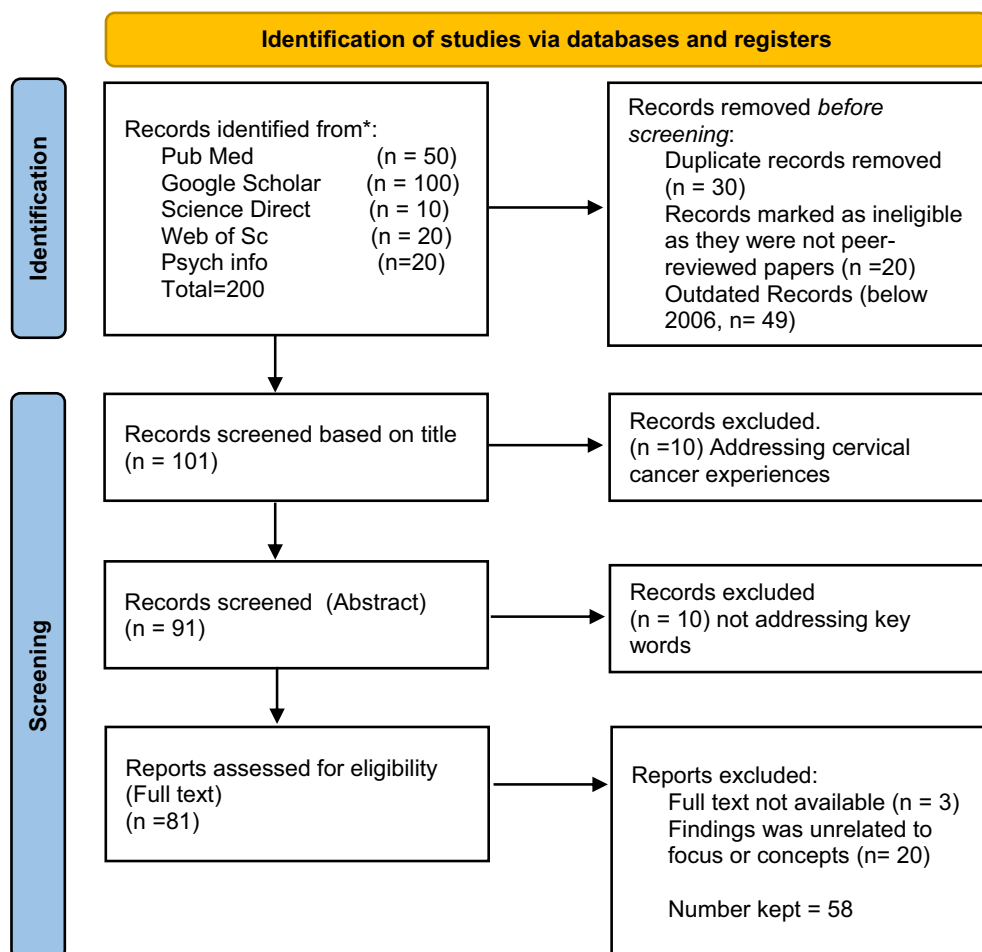 Identification of studies via databases and registers
Identification
Records identified from*:
Pub Med (n = 50)
Google Scholar (n = 100)
Science Direct (n = 10)
Web of Sc (n = 20)
Psych info (n=20)
Total=200
Records removed before
screening:
Duplicate records removed
(n = 30)
Records marked as ineligible
as they were not peer-
reviewed papers (n =20)
Outdated Records (below
2006, n= 49)
Screening
Records screened based on title
(n = 101)
Records excluded.
(n =10) Addressing cervical
cancer experiences
Records screened (Abstract)
(n = 91)
Records excluded
(n = 10) not addressing key
words
Reports assessed for eligibility
(Full text)
(n =81)
Reports excluded:
Full text not available (n = 3)
Findings was unrelated to
focus or concepts (n= 20)
Number kept = 58